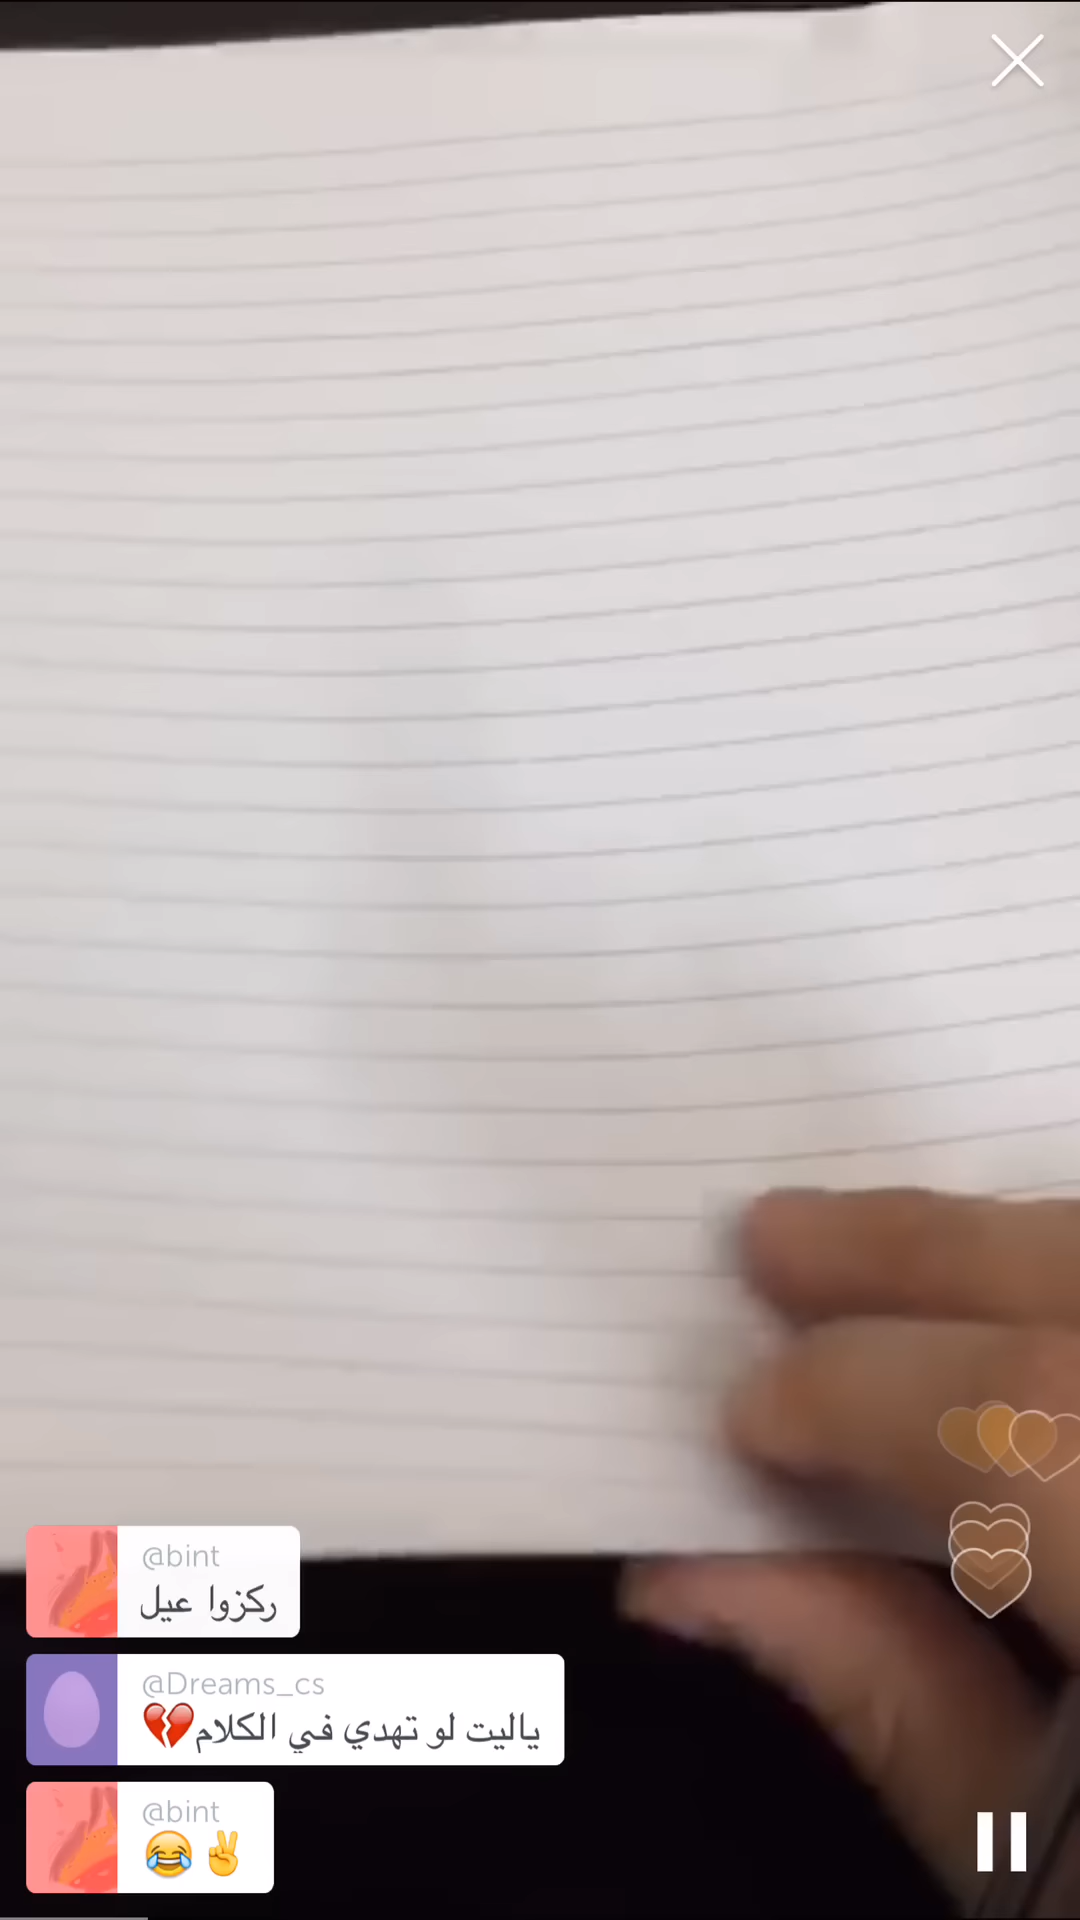 @bint
ركزوا عيل
@Dreams_cs
ياليت لو تهدي في الكلام💔
@bint
😂✌